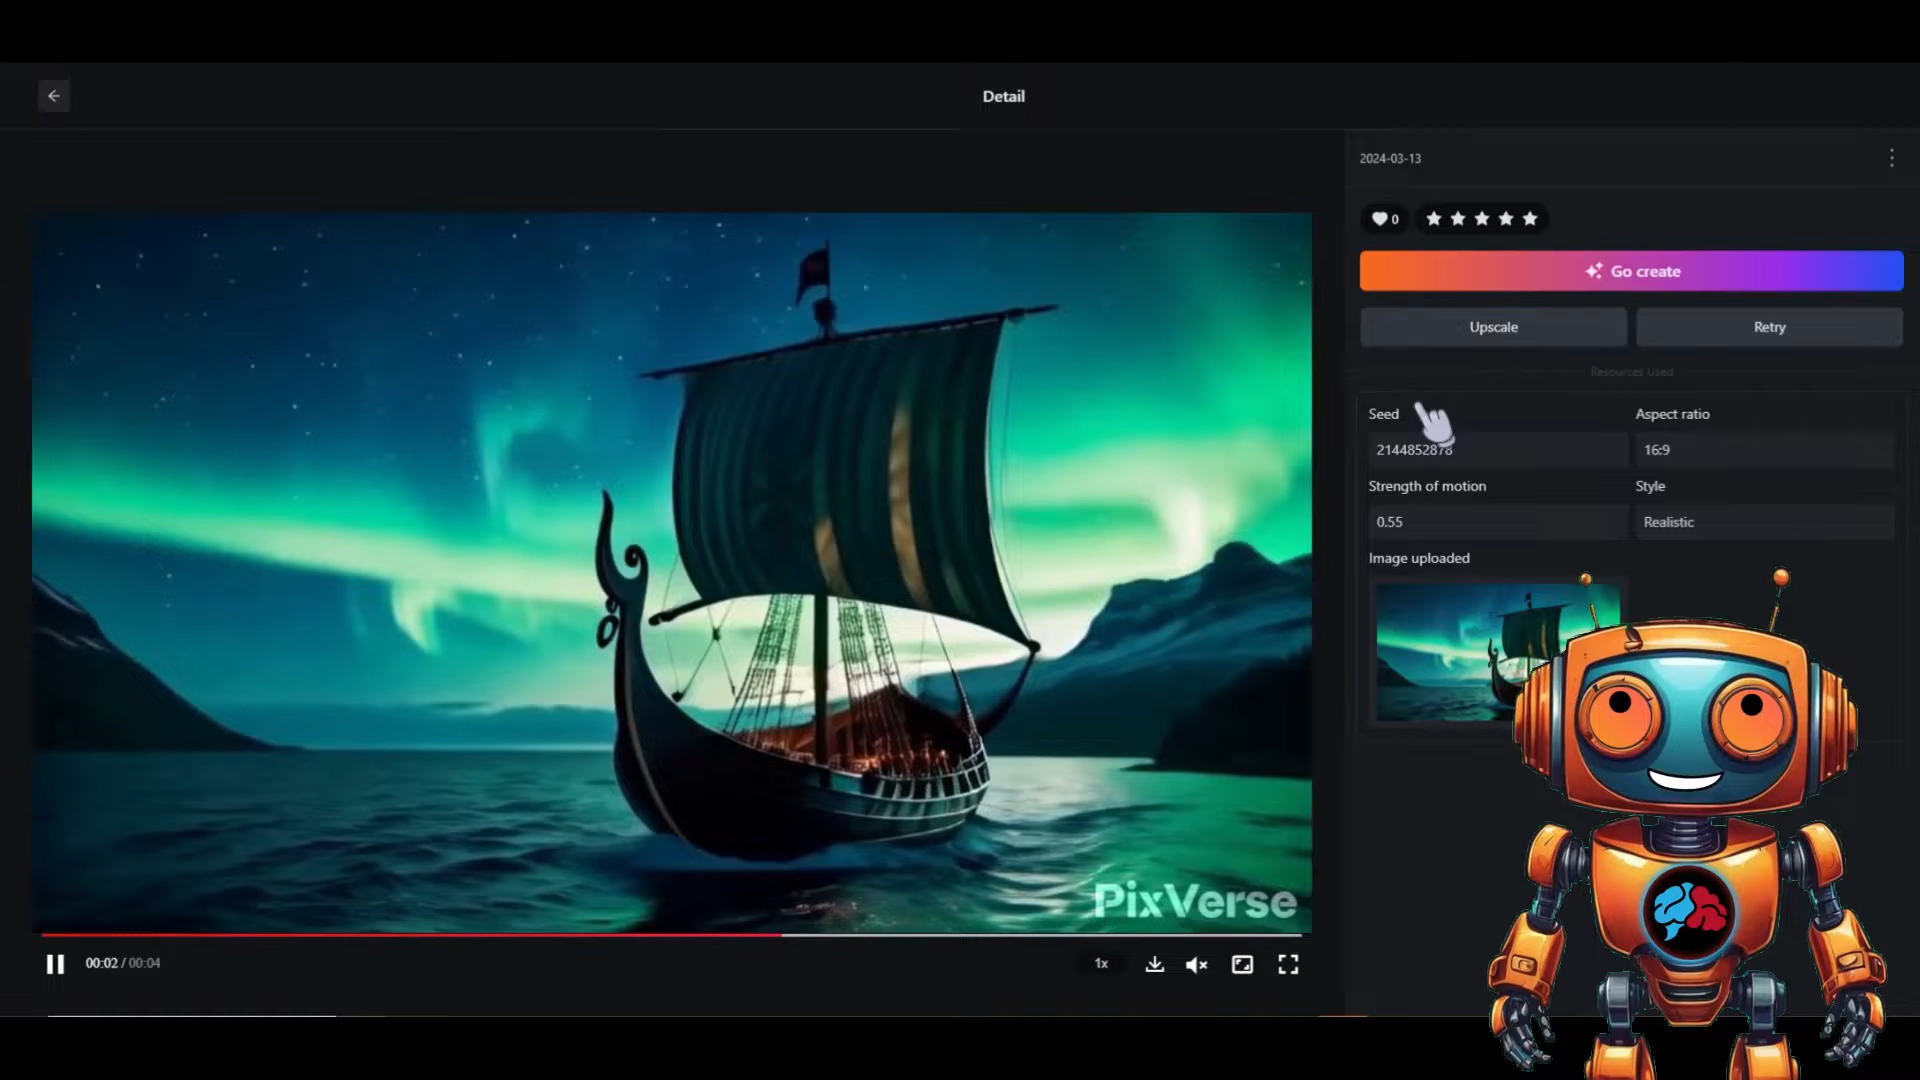 Detail
2024-03-13
0
Go create
Upscale
Retry
Resources Used
Seed
Aspect ratio
2144852878
16:9
Strength of motion
Style
0.55
Realistic
Image uploaded
PixVerse
00:02 / 00:04
1x